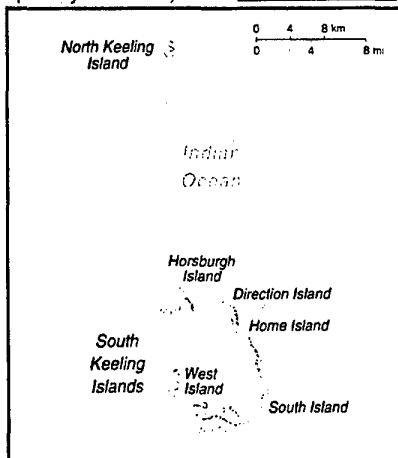 0 4 8 km
0 4 8 mi
North Keeling
Island
Indian
Ocean
Horsburgh
Island
Direction Island
Home Island
South
Keeling
Islands
West
Island
South Island